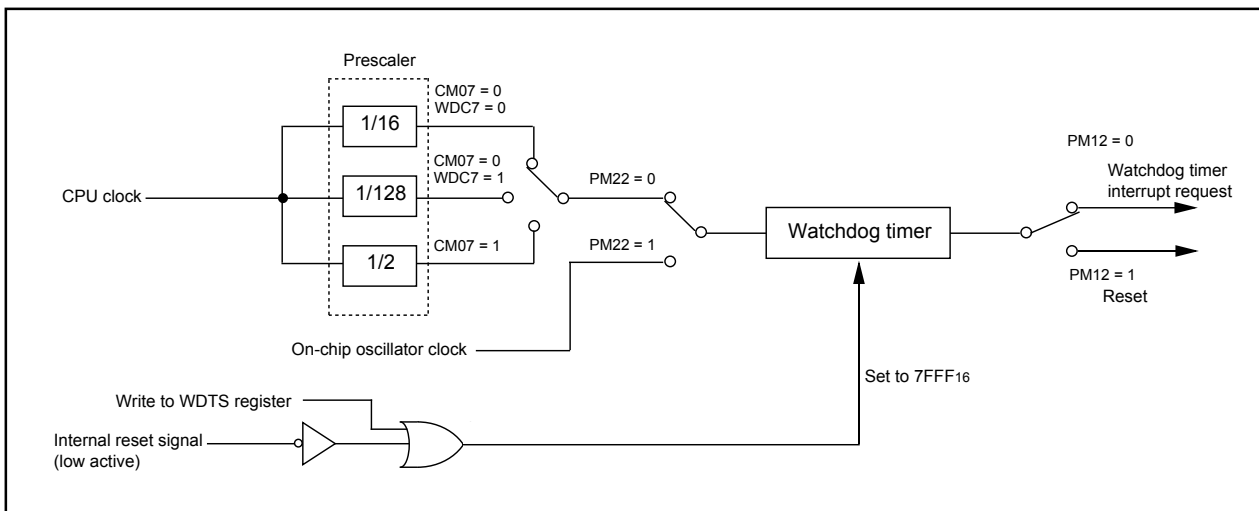 Prescaler
CM07 = 0
WDC7 = 0
1/16
CM07 = 0
WDC7 = 1
1/128
CPU clock
CM07 = 1
1/2
PM22 = 0
PM22 = 1
On-chip oscillator clock
Watchdog timer
PM12 = 0
Watchdog timer
interrupt request
PM12 = 1
Reset
Set to 7FFF16
Write to WDTS register
Internal reset signal
(low active)